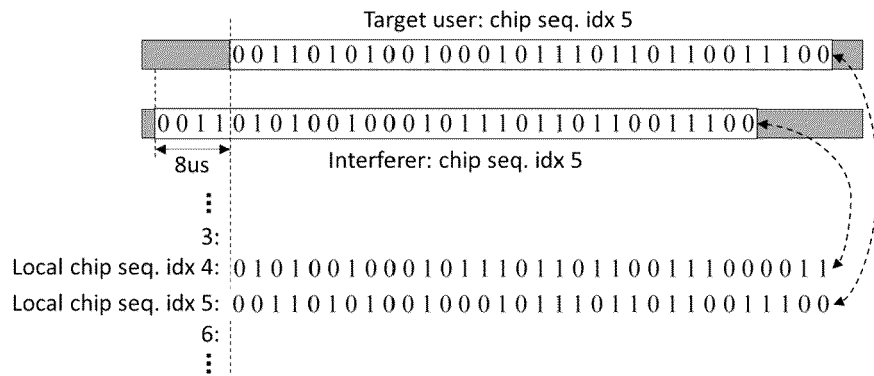 Target user: chip seq. idx 5
0 0 1 1 0 1 0 1 0 0 1 0 0 0 1 0 1 1 1 0 1 1 0 1 1 0 0 1 1 1 0 0
0 0 1 1 0 1 0 1 0 0 1 0 0 0 1 0 1 1 1 0 1 1 0 1 1 0 0 1 1 1 0 0
8us
Interferer: chip seq. idx 5
⋮
3:
Local chip seq. idx 4: 0 1 0 1 0 0 1 0 0 0 1 0 1 1 1 0 1 1 0 1 1 0 0 1 1 1 0 0 0 0 1 1
Local chip seq. idx 5: 0 0 1 1 0 1 0 1 0 0 1 0 0 0 1 0 1 1 1 0 1 1 0 1 1 0 0 1 1 1 0 0
6:
⋮